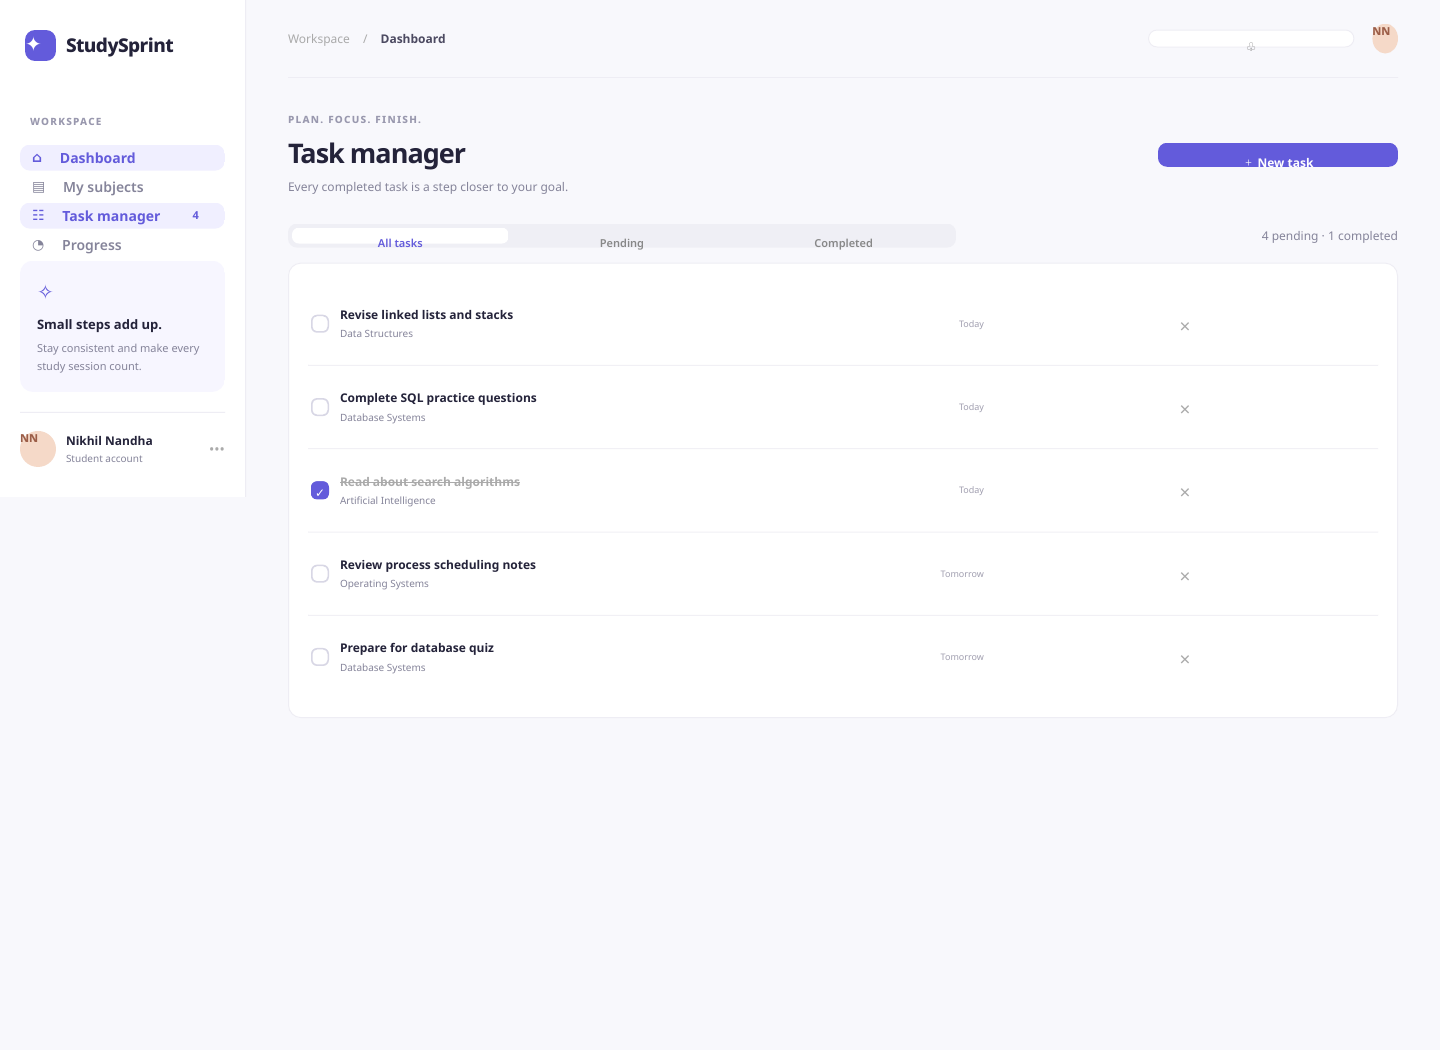 StudySprint
WORKSPACE
Dashboard
My subjects
Task manager 4
Progress
Small steps add up.
Stay consistent and make every
study session count.
NN
Nikhil Nandha
Student account
•••
Workspace / Dashboard
NN
PLAN. FOCUS. FINISH.
Task manager
Every completed task is a step closer to your goal.
+ New task
All tasks
Pending
Completed
4 pending · 1 completed
Revise linked lists and stacks
Data Structures
Today
×
Complete SQL practice questions
Database Systems
Today
×
✓
Read about search algorithms
Artificial Intelligence
Today
×
Review process scheduling notes
Operating Systems
Tomorrow
×
Prepare for database quiz
Database Systems
Tomorrow
×